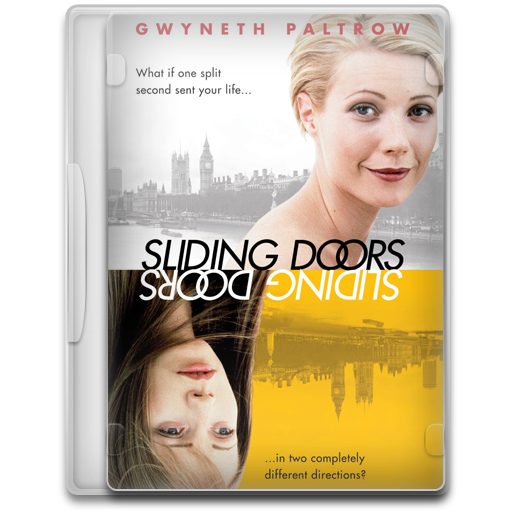 GWYNETH PALTROW
What if one split
second sent your life...
SLIDING DOORS
SLIDING DOORS
...in two completely
different directions?